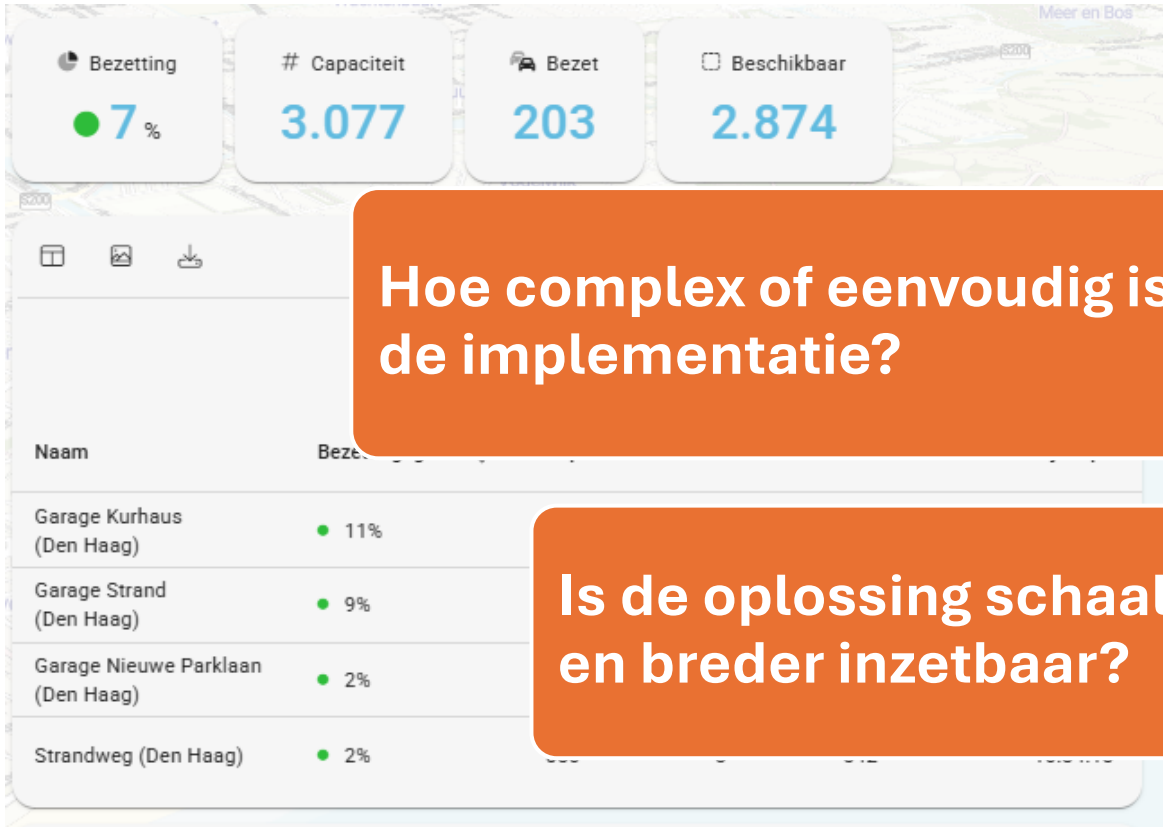 Meer en Bos
S200
Bezetting
# Capaciteit
Bezet
Beschikbaar
7 %
3.077
203
2.874
S200
Hoe complex of eenvoudig is
de implementatie?
Naam
Garage Kurhaus
(Den Haag)
11%
Garage Strand
(Den Haag)
9%
Is de oplossing schaal
en breder inzetbaar?
Garage Nieuwe Parklaan
(Den Haag)
2%
Strandweg (Den Haag)
2%